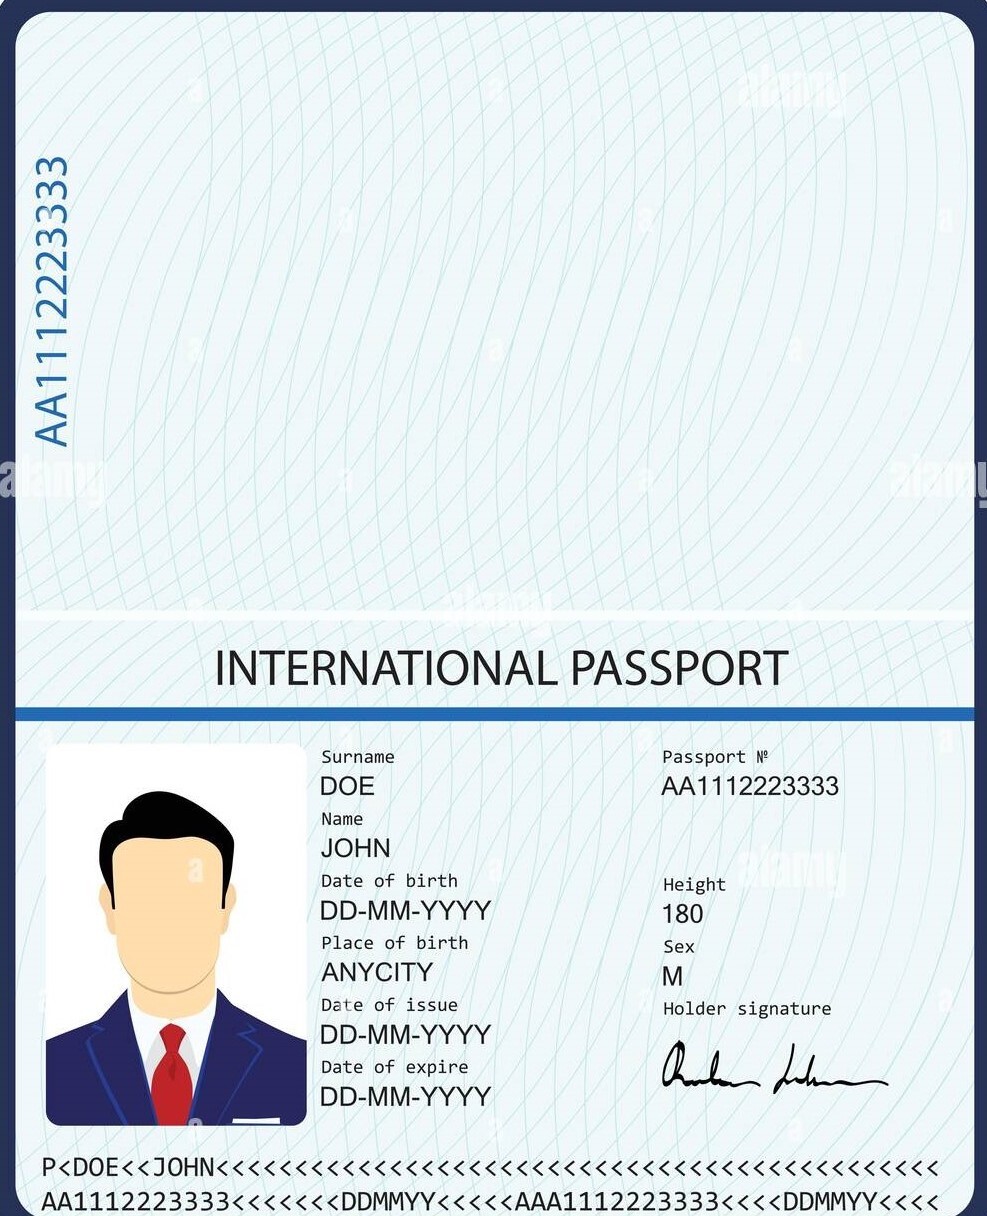 AA1112223333
INTERNATIONAL PASSPORT
Surname
DOE
Name
JOHN
Date of birth
DD-MM-YYYY
Place of birth
ANYCITY
Date of issue
DD-MM-YYYY
Date of expire
DD-MM-YYYY
Passport №
AA1112223333
Height
180
Sex
M
Holder signature
P<DOE<<JOHN<<<<<<<<<<<<<<<<<<<<<<<<<<<<<<<<<<<<<<<<<<<<<<
AA1112223333<<<<<<<DDMMYY<<<<<AAA1112223333<<<<DDMMYY<<<<
alamy
a